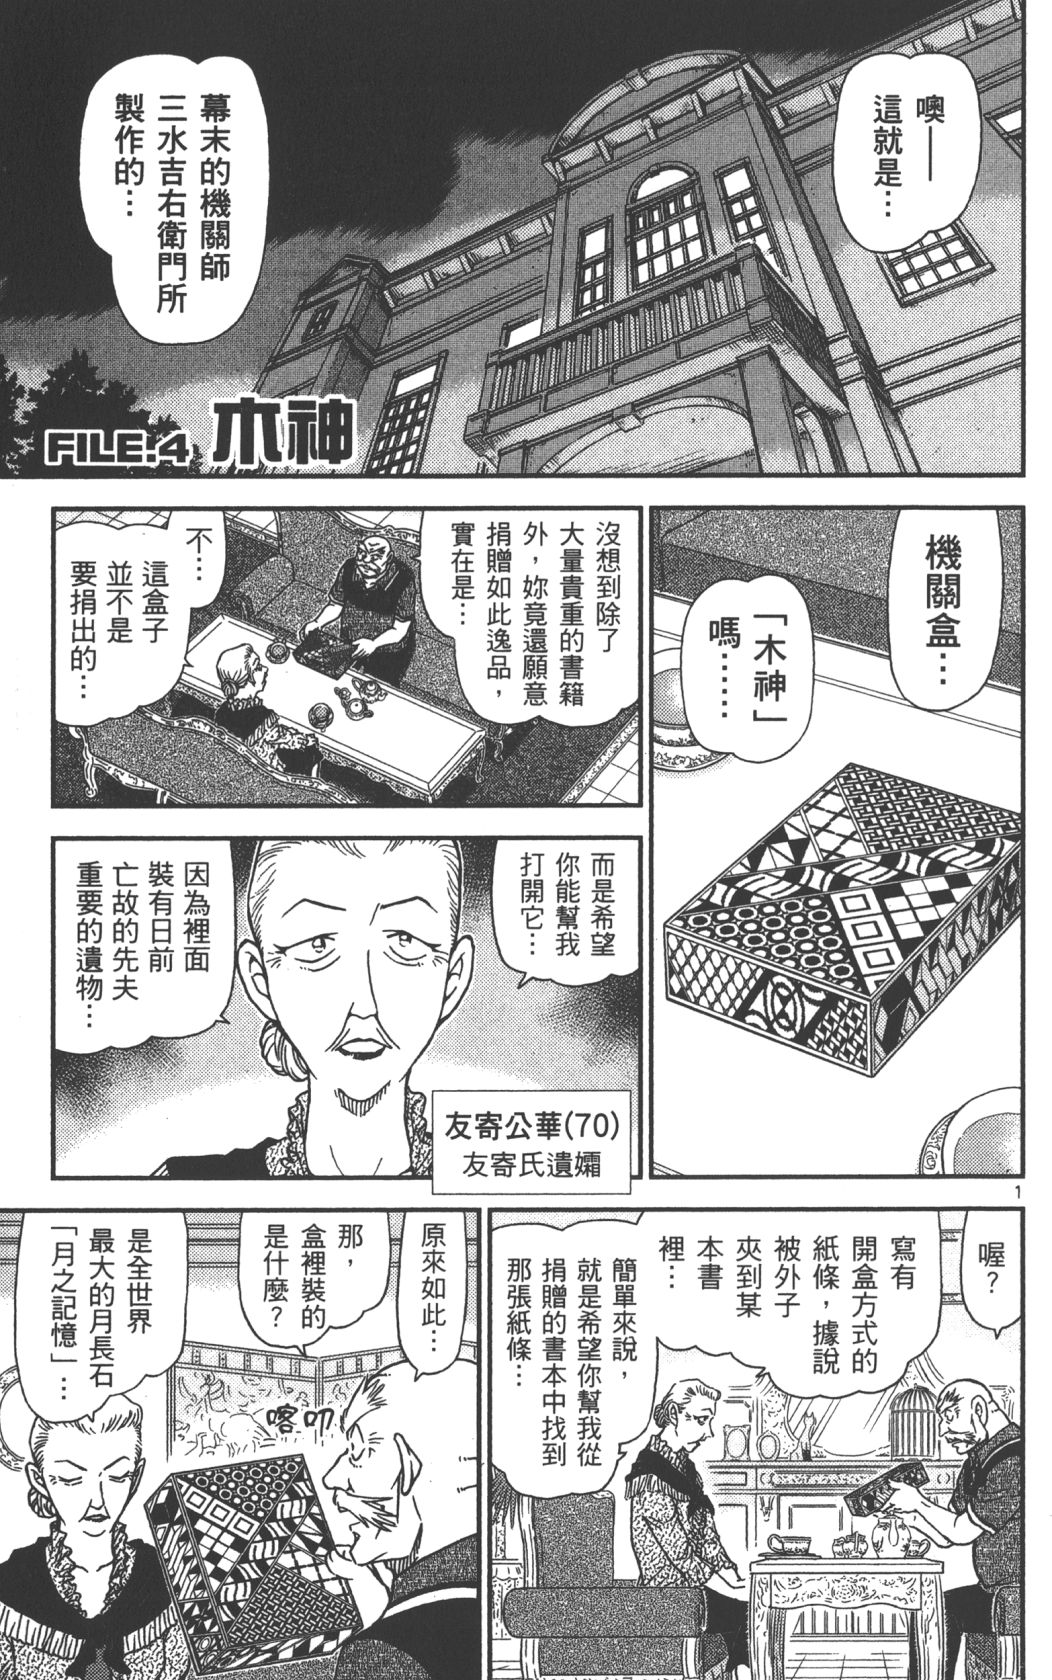 噢——
這就是…
幕末的機關師
三水吉右衛門所
製作的…
FILE.4 木神
機關盒…
「木神」
嗎……
沒想到除了
大量貴重的書籍
外，妳竟還願意
捐贈如此逸品，
實在是…
不…
這盒子
並不是
要捐出的…
而是希望
你能幫我
打開它…
因為裡面
裝有日前
亡故的先夫
重要的遺物…
友寄公華(70)
友寄氏遺孀
1
喔?
寫有
開盒方式的
紙條，據說
被外子
夾到某
本書
裡…
簡單來說，
就是希望你幫我從
捐贈的書本中找到
那張紙條…
原來如此…
那，
盒裡裝的
是什麼?
喀叩
是全世界
最大的月長石
「月之記憶」…